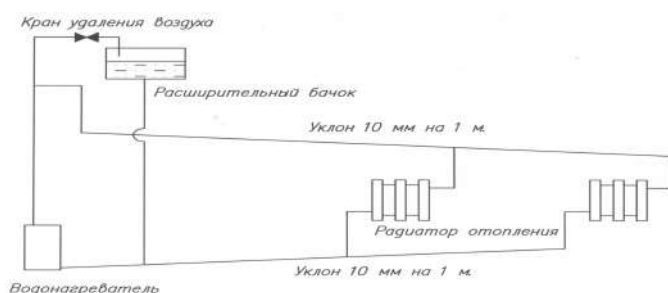 Кран удаления воздуха
Расширительный бачок
Уклон 10 мм на 1 м.
Радиатор отопления
Уклон 10 мм на 1 м.
Водонагреватель